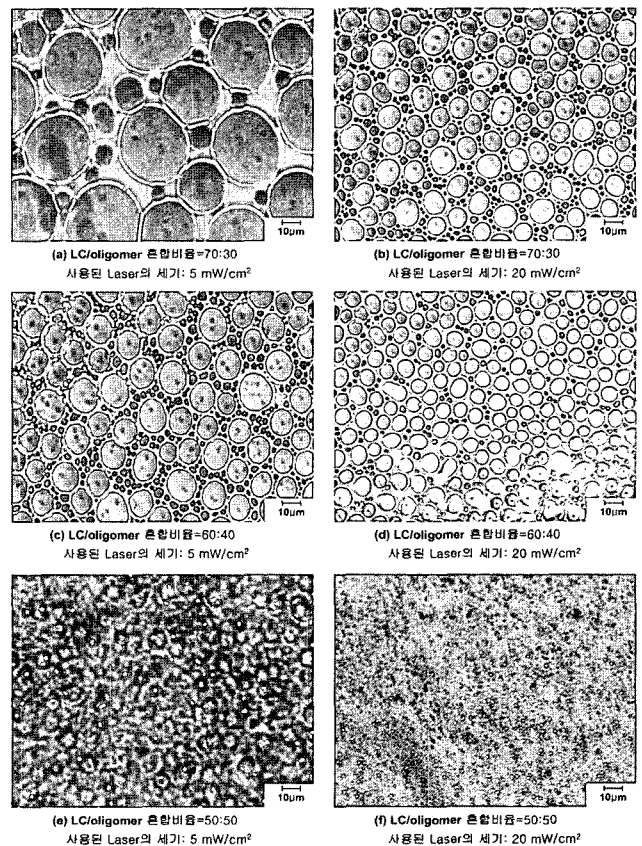 10μm
10μm
(a) LC/oligomer 혼합비율=70:30
사용된 Laser의 세기: 5 mW/cm²
(b) LC/oligomer 혼합비율=70:30
사용된 Laser의 세기: 20 mW/cm²
10μm
10μm
(c) LC/oligomer 혼합비율=60:40
사용된 Laser의 세기: 5 mW/cm²
(d) LC/oligomer 혼합비율=60:40
사용된 Laser의 세기: 20 mW/cm²
10μm
10μm
(e) LC/oligomer 혼합비율=50:50
사용된 Laser의 세기: 5 mW/cm²
(f) LC/oligomer 혼합비율=50:50
사용된 Laser의 세기: 20 mW/cm²